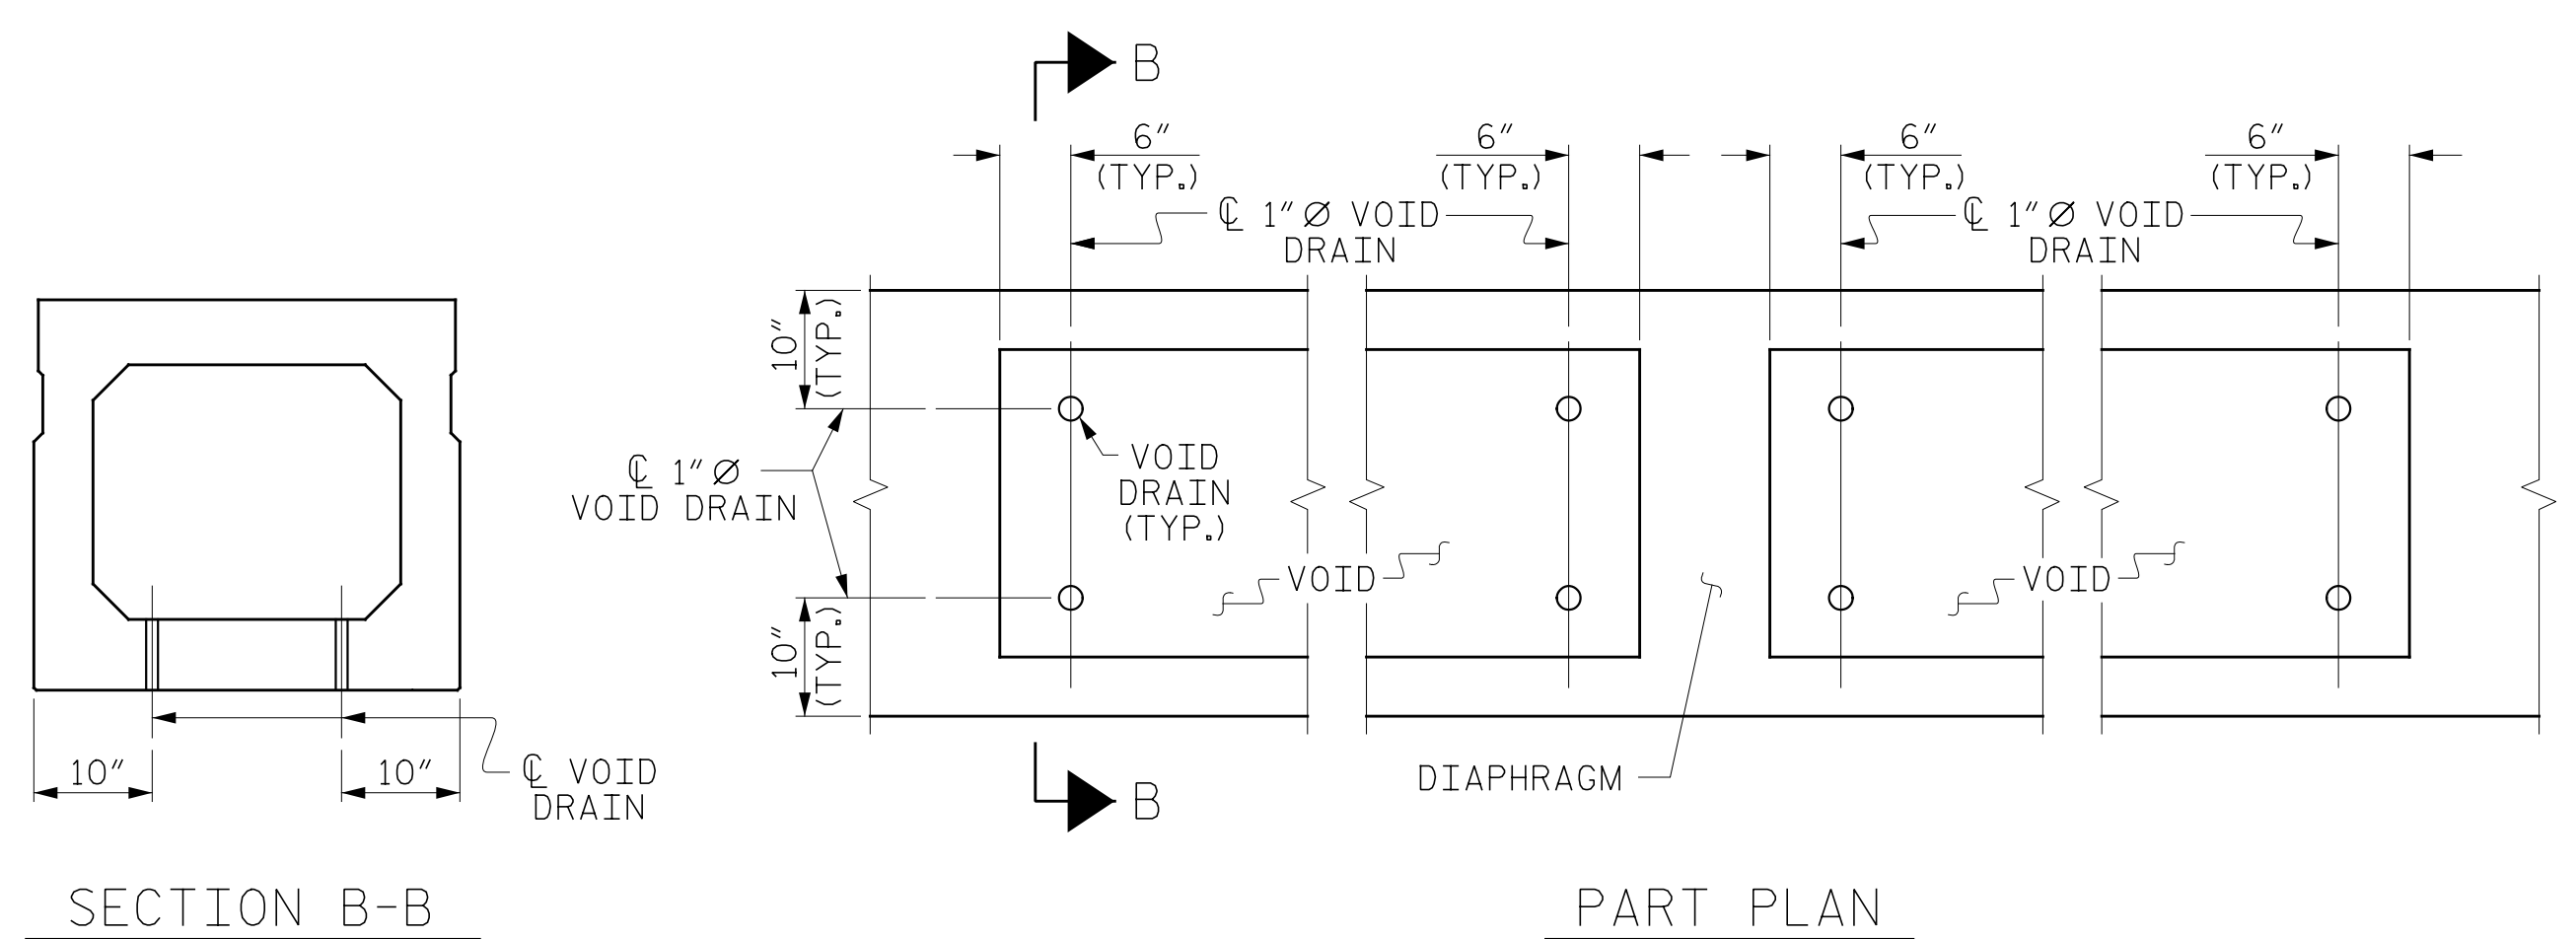 B
6"
(TYP.)
6"
(TYP.)
6"
(TYP.)
6"
(TYP.)
℄ 1"Ø VOID
DRAIN
℄ 1"Ø VOID
DRAIN
10"
(TYP.)
℄ 1"Ø
VOID DRAIN
VOID
DRAIN
(TYP.)
VOID
VOID
10"
(TYP.)
10"
10"
℄ VOID
DRAIN
DIAPHRAGM
B
SECTION B-B
PART PLAN